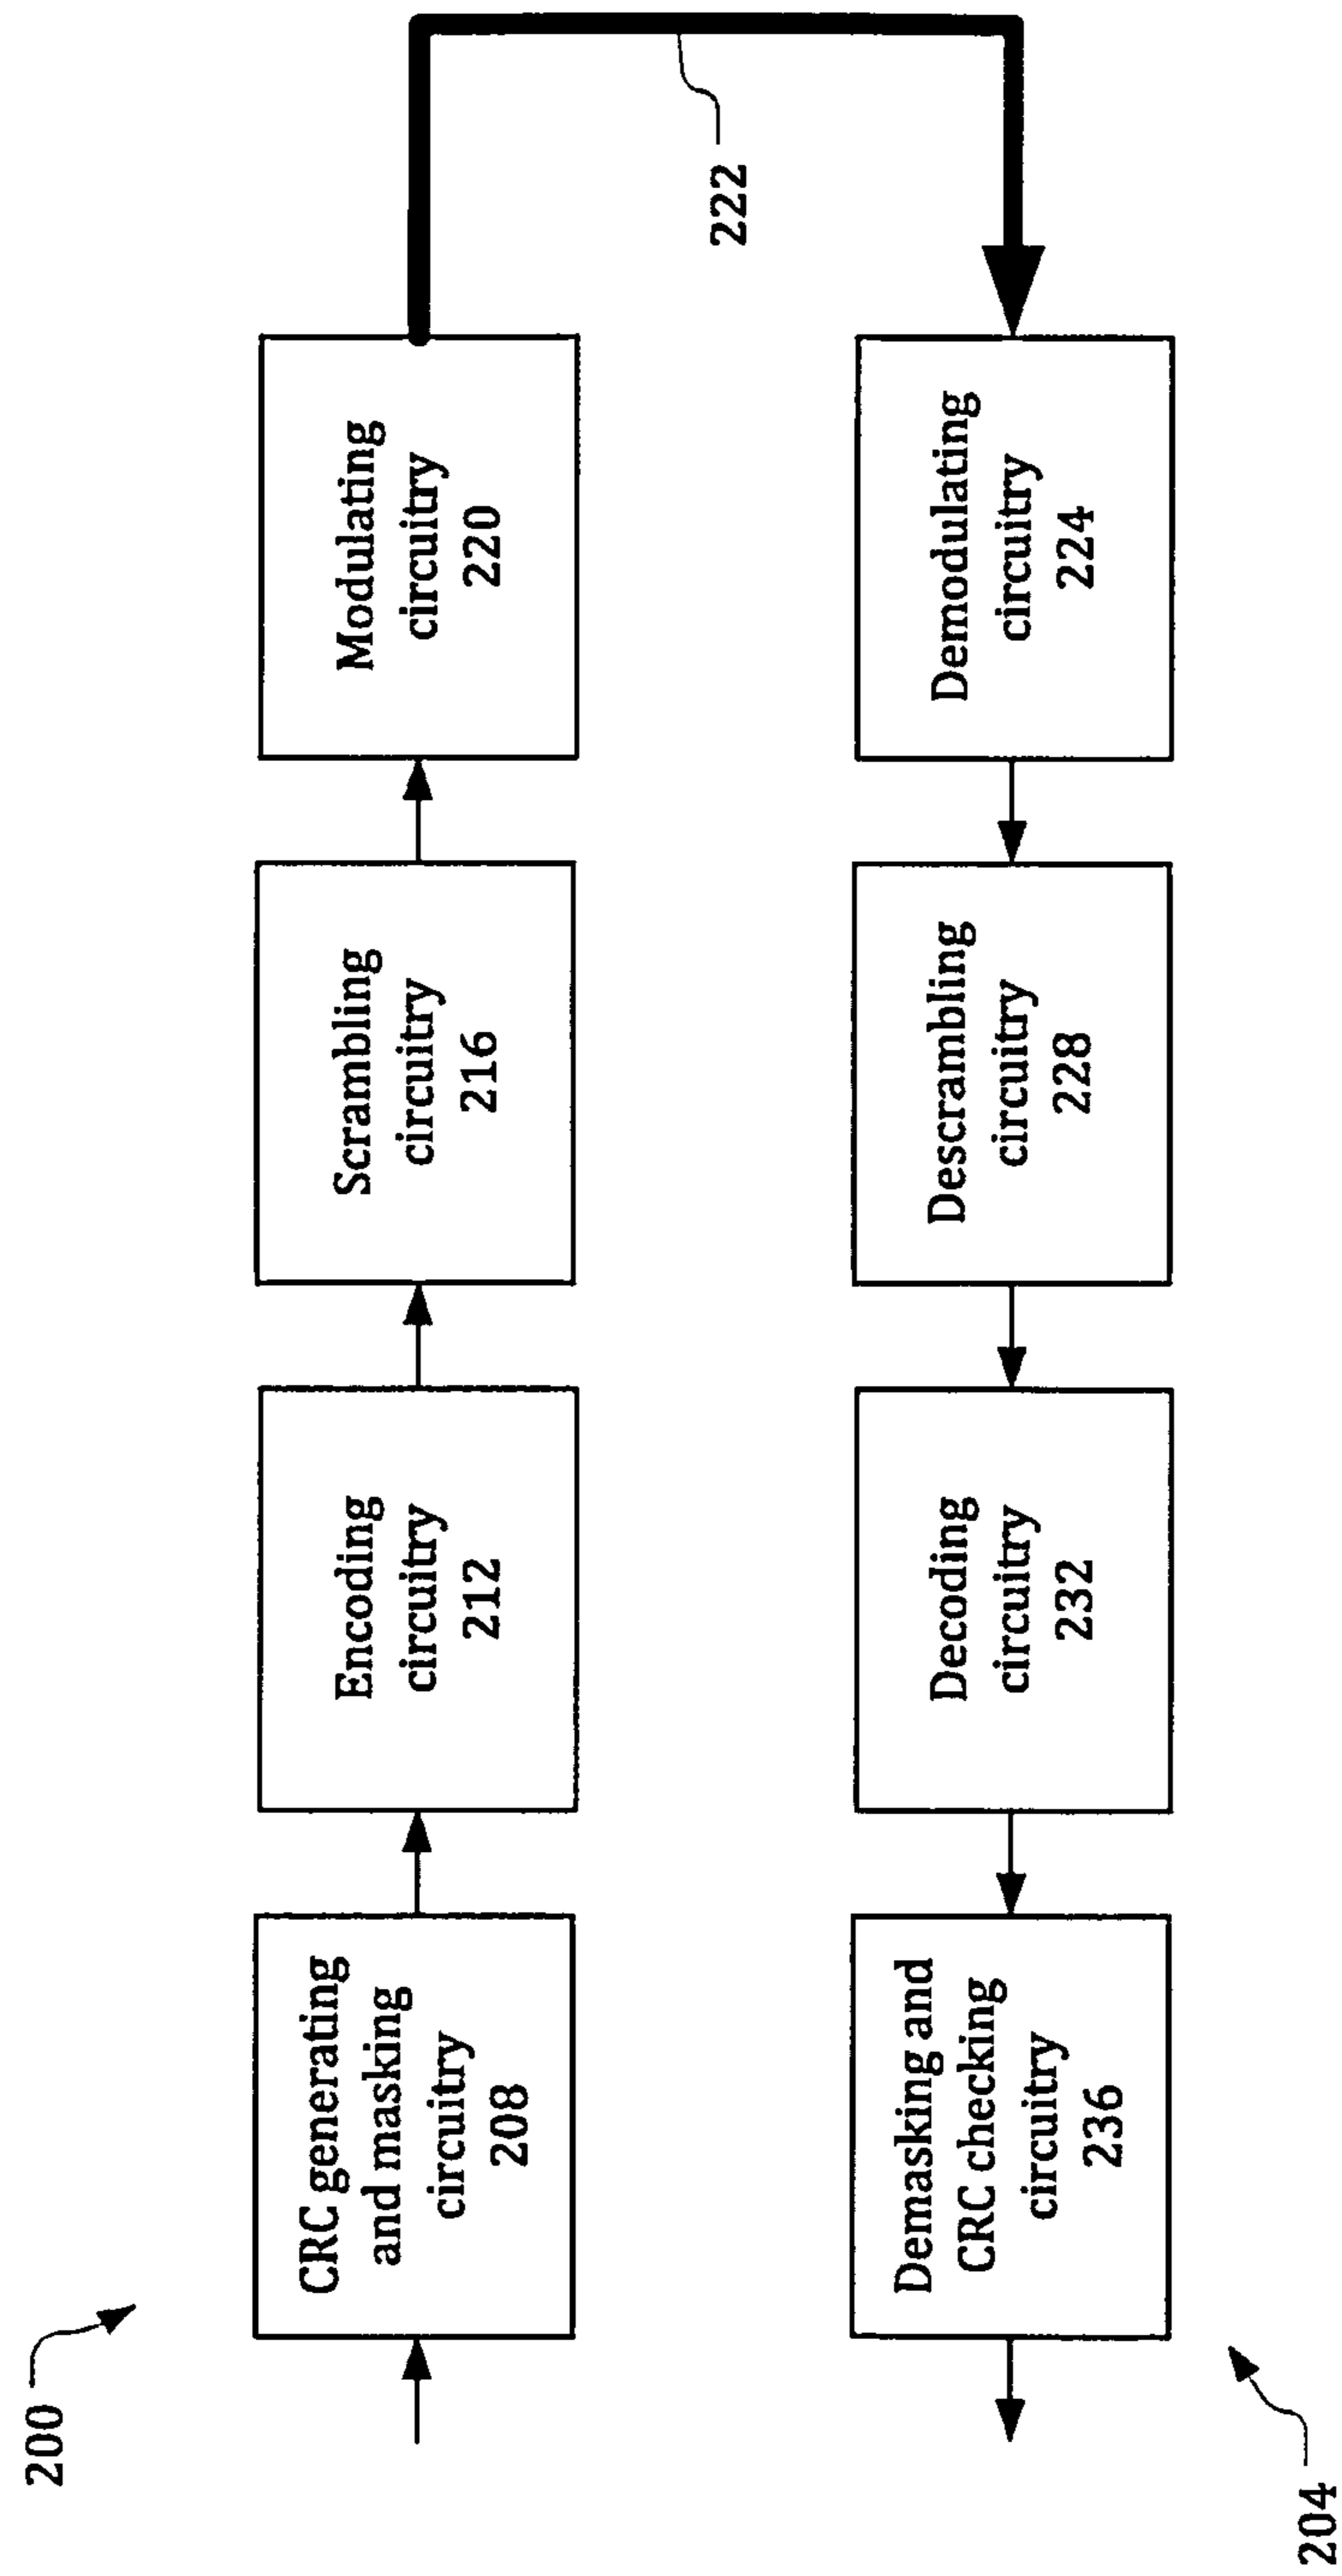 200
CRC generating
and masking
circuitry
208
Encoding
circuitry
212
Scrambling
circuitry
216
Modulating
circuitry
220
222
Demodulating
circuitry
224
Descrambling
circuitry
228
Decoding
circuitry
232
Demasking and
CRC checking
circuitry
236
204